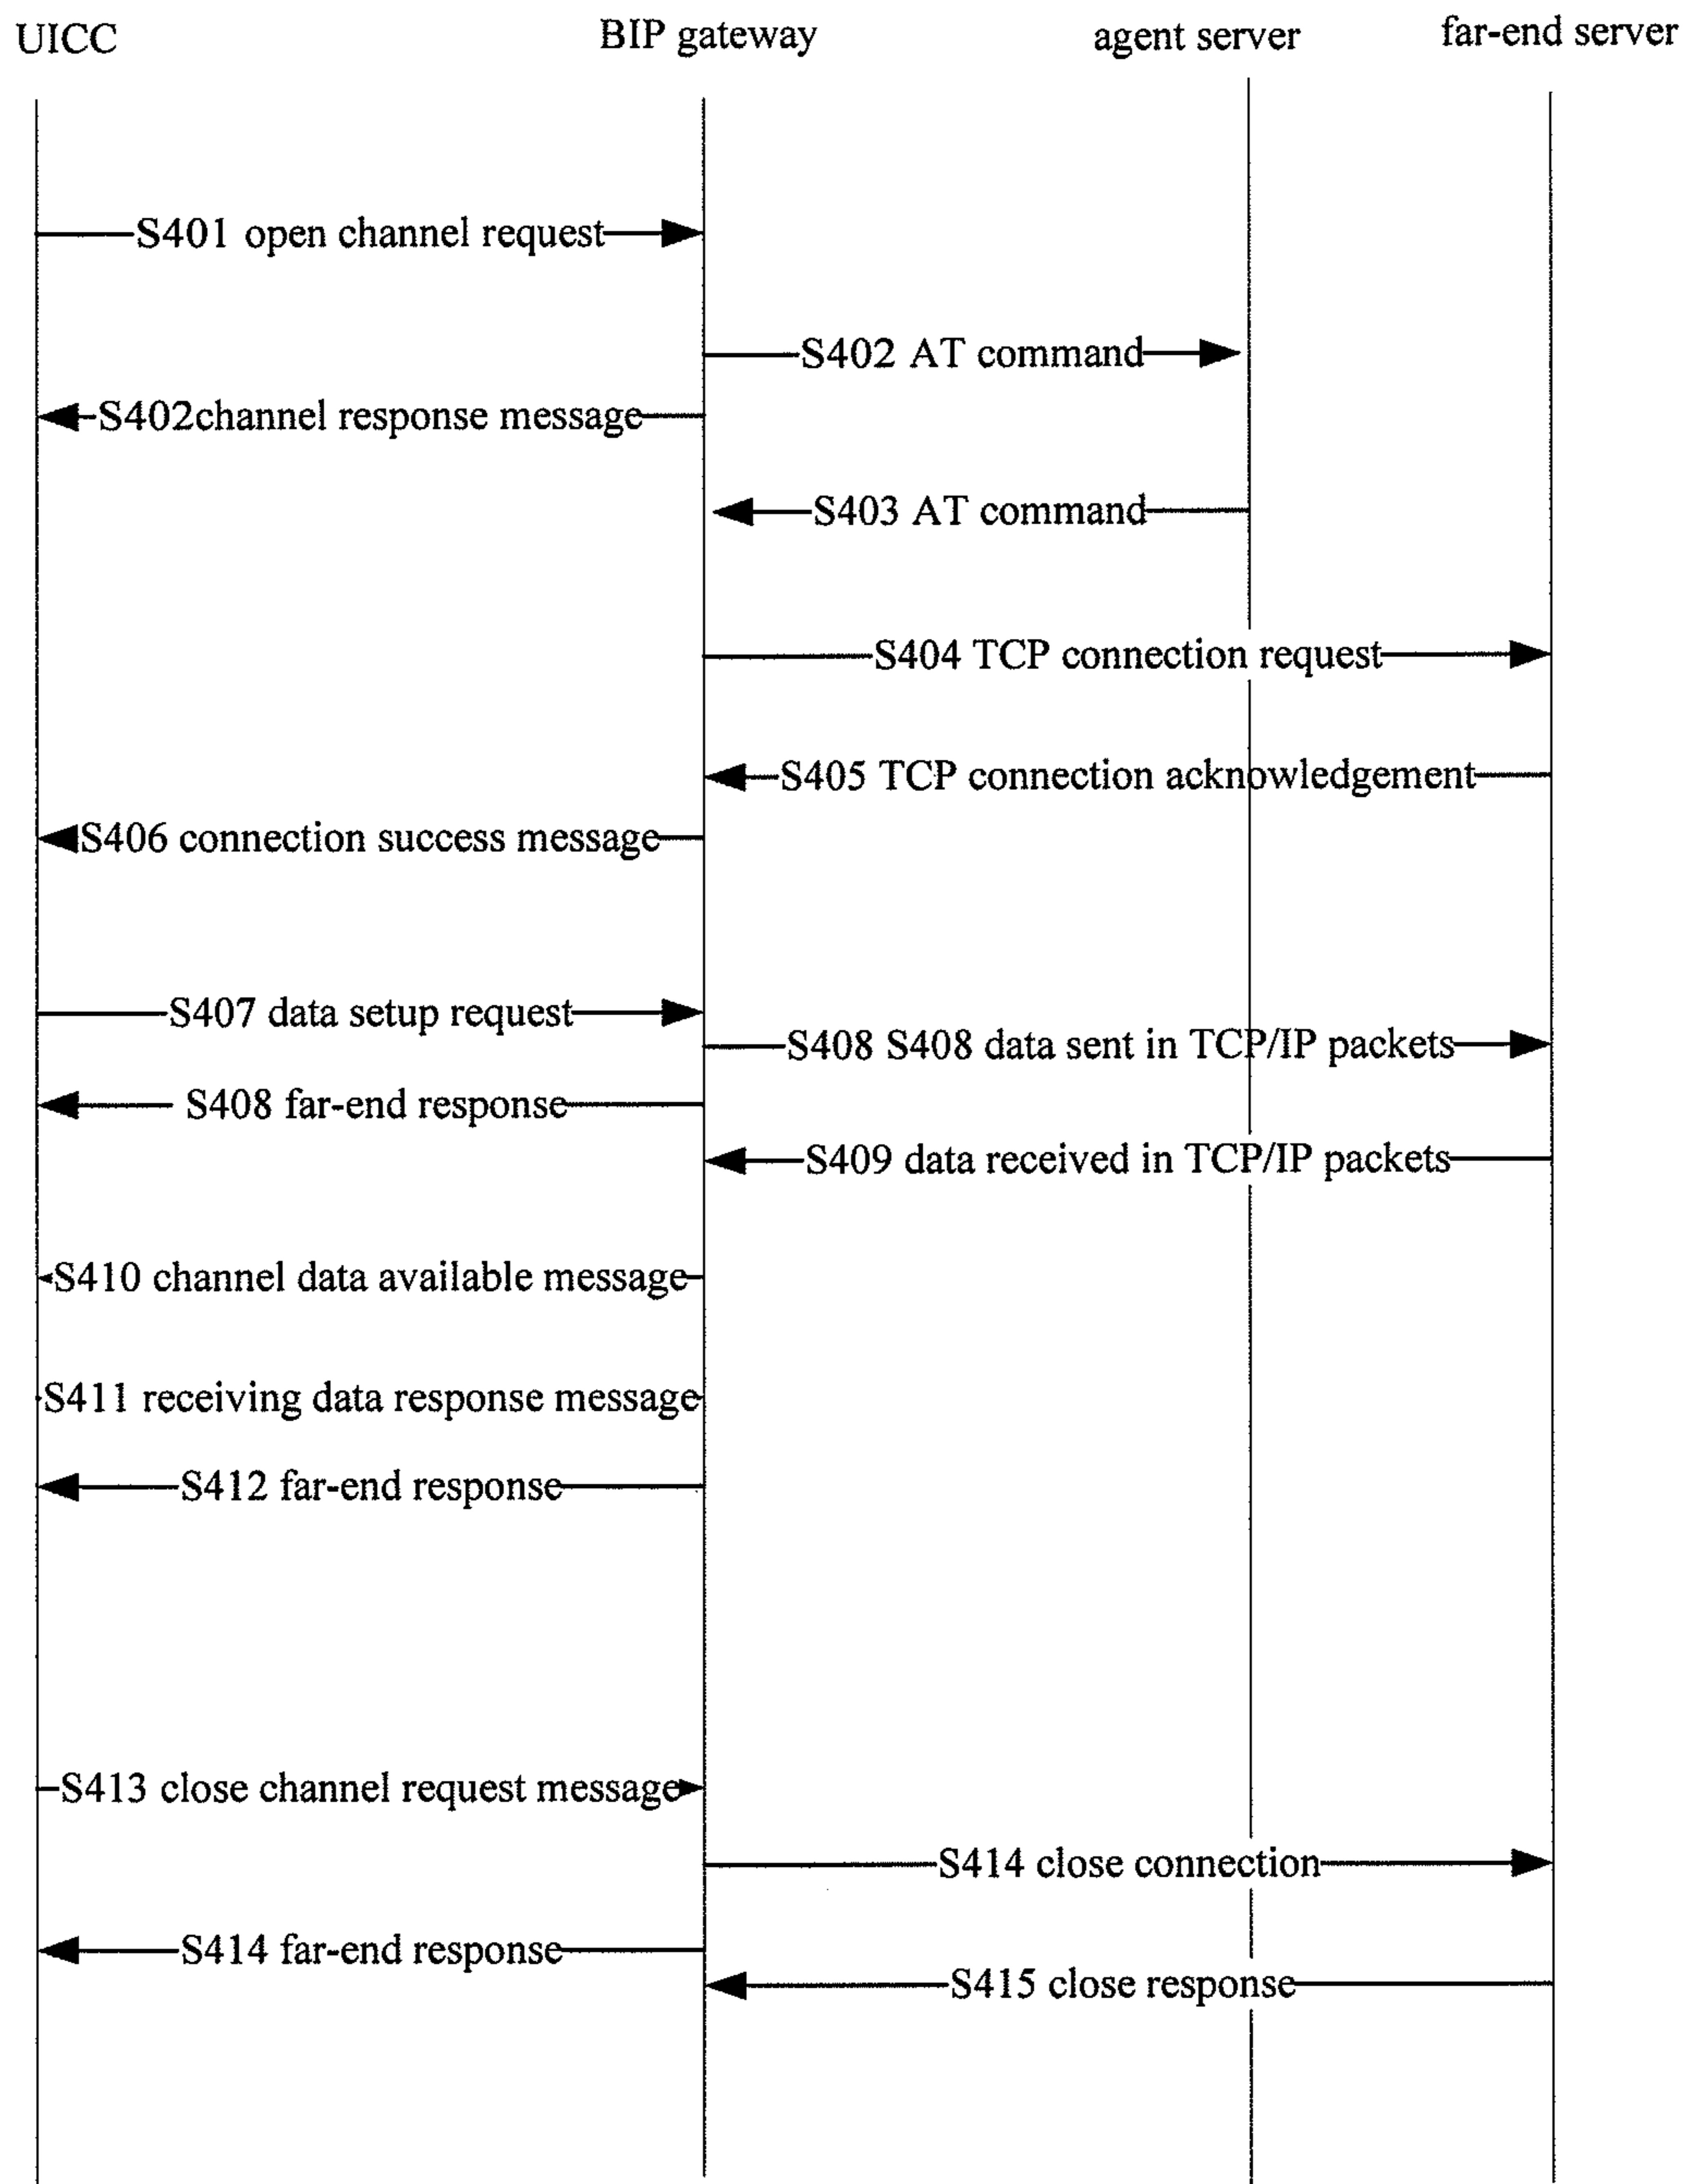 UICC
BIP gateway
agent server
far-end server
S401 open channel request
S402 AT command
S402channel response message
S403 AT command
S404 TCP connection request
S405 TCP connection acknowledgement
S406 connection success message
S407 data setup request
S408 S408 data sent in TCP/IP packets
S408 far-end response
S409 data received in TCP/IP packets
S410 channel data available message
S411 receiving data response message
S412 far-end response
S413 close channel request message
S414 close connection
S414 far-end response
S415 close response